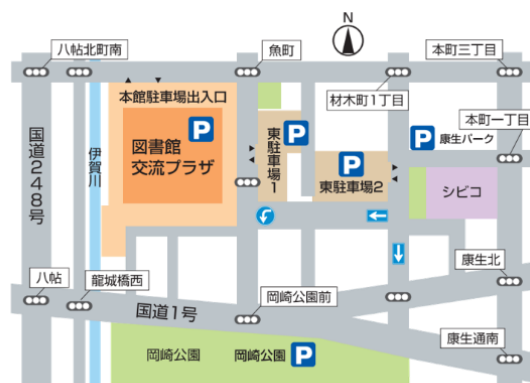 N
八帖北町南
魚町
本町三丁目
本館駐車場出入口
材木町1丁目
本町一丁目
P
図書館
交流プラザ
P
東駐車場1
P
東駐車場2
P
康生パーク
シビコ
国道248号
伊賀川
八帖
龍城橋西
国道1号
岡崎公園前
康生北
康生通南
岡崎公園
岡崎公園
P